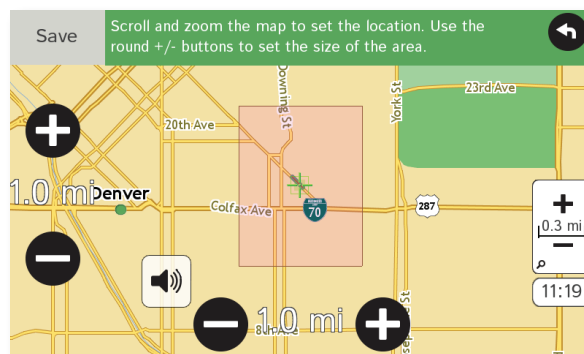 Save
Scroll and zoom the map to set the location. Use the
round +/- buttons to set the size of the area.
Downing St
York St
23rd Ave
20th Ave
+
1.0 mi
Denver
Colfax Ave
70
287
+
0.3 mi
−
−
11:19
−
1.0 mi
+
8th Ave